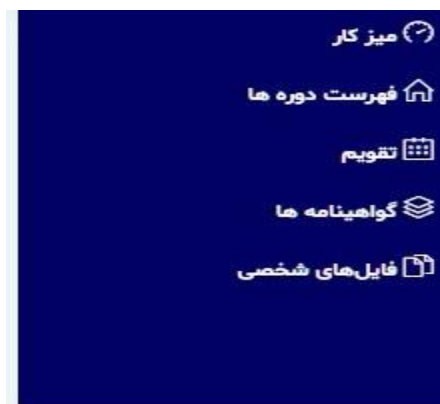 میز کار
فهرست دوره ها
تقویم
گواهینامه ها
فایل‌های شخصی